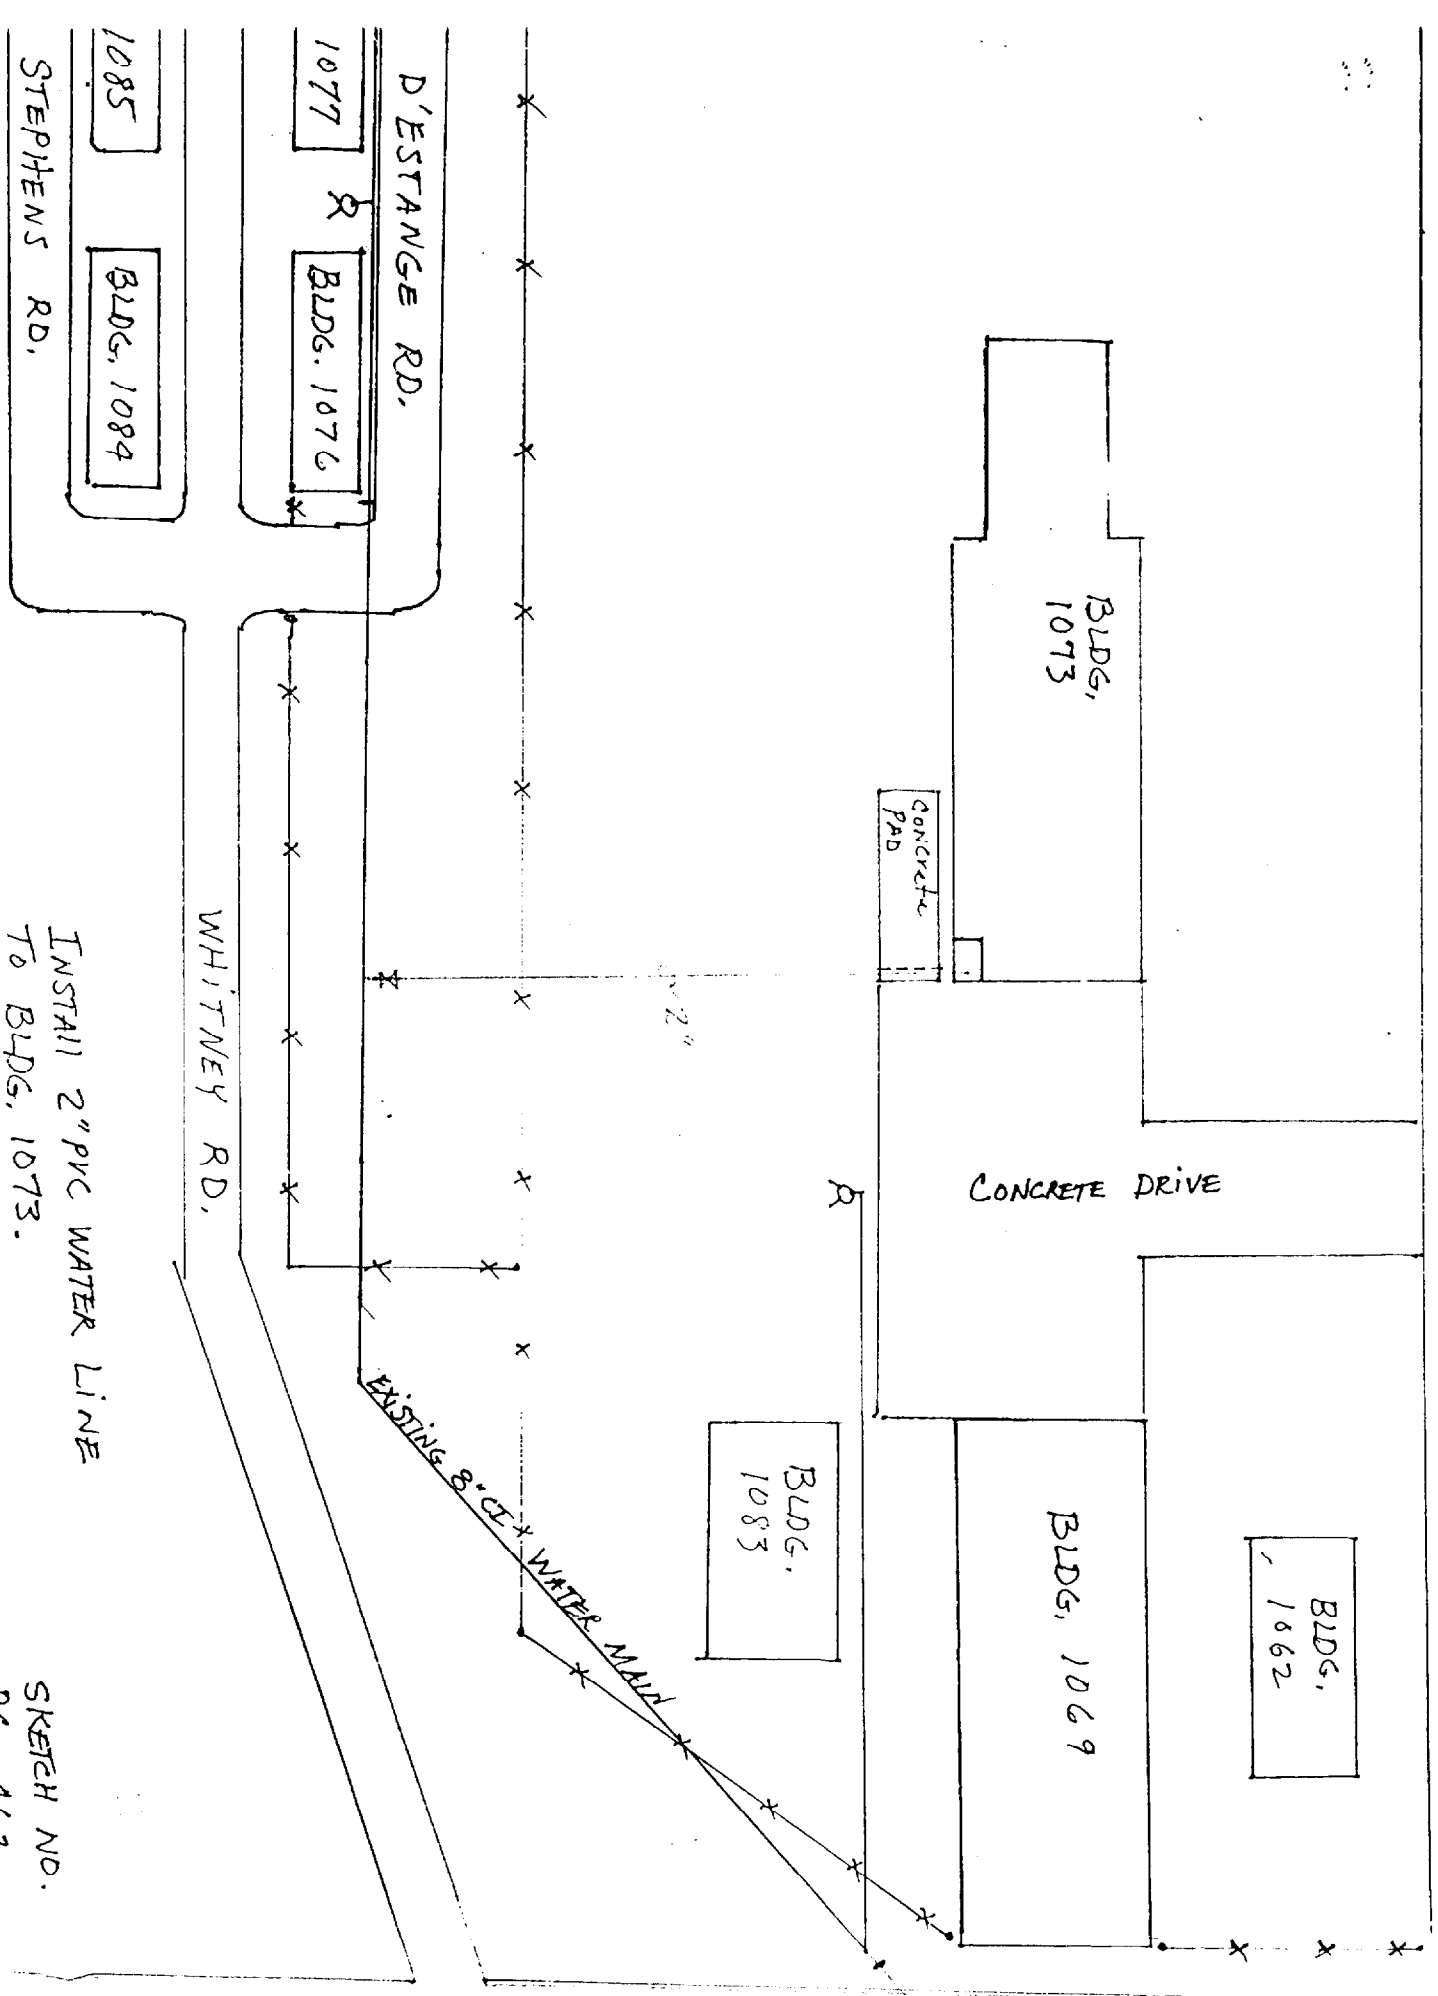 BLDG.
1062
BLDG. 1069
CONCRETE DRIVE
BLDG.
1073
Concrete
PAD
BLDG.
1083
2"
EXISTING 8" CI WATER MAIN
D'ESTANGE RD.
1077
BLDG. 1076
WHITNEY RD.
1085
BLDG. 1084
STEPHENS RD.
INSTAll 2" PVC WATER LINE
TO BLDG. 1073.
SKETCH NO.